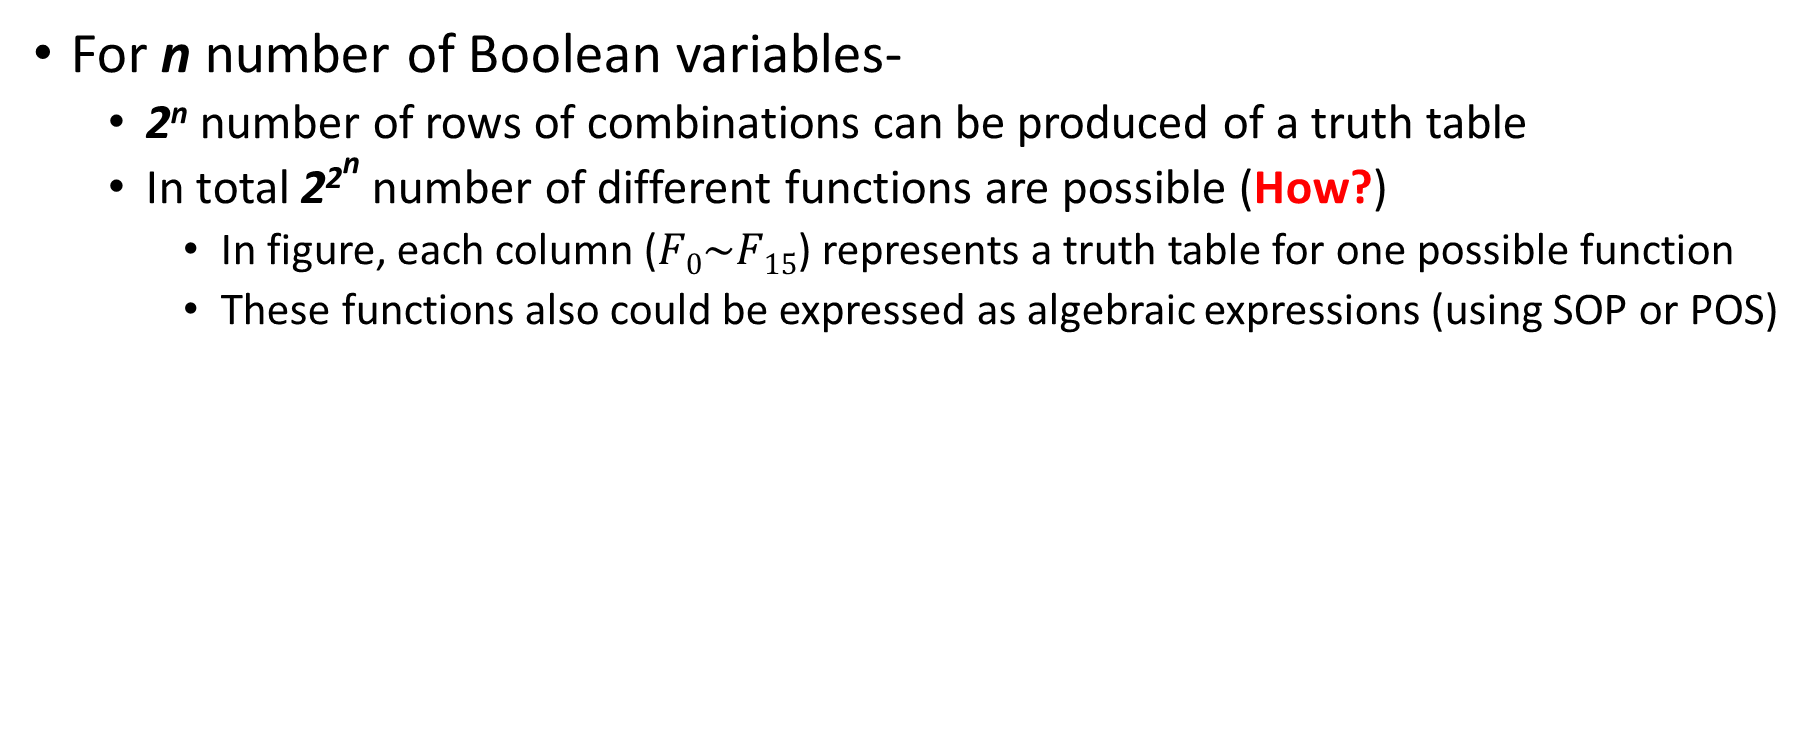 • For n number of Boolean variables-
• 2ⁿ number of rows of combinations can be produced of a truth table
• In total 2^2^n number of different functions are possible (How?)
• In figure, each column (F₀~F₁₅) represents a truth table for one possible function
• These functions also could be expressed as algebraic expressions (using SOP or POS)